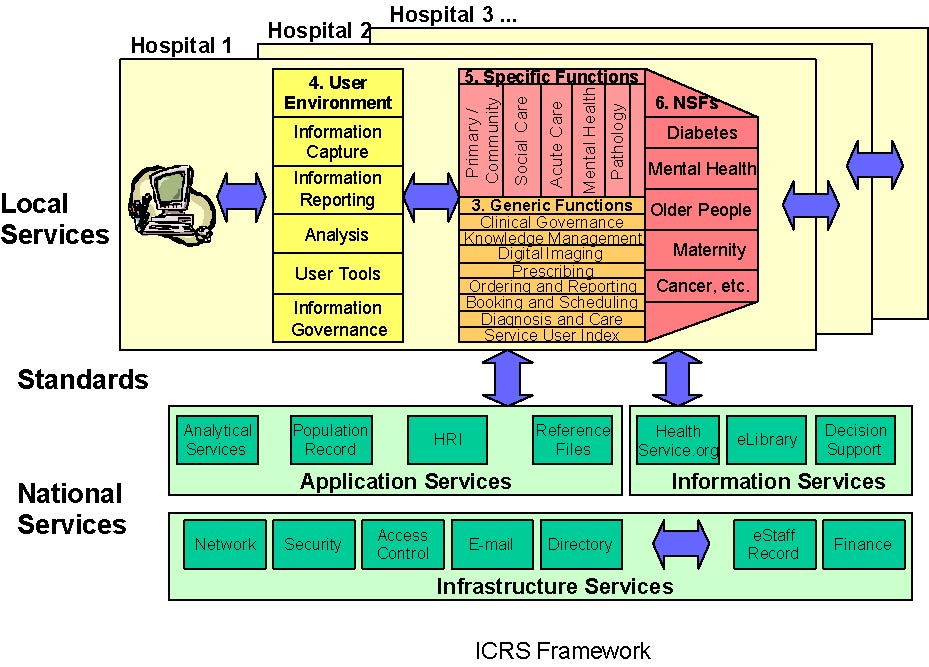 Hospital 3 ...
Hospital 2
Hospital 1
4. User
Environment
Information
Capture
Information
Reporting
Analysis
User Tools
Information
Governance
5. Specific Functions
Primary /
Community
Social Care
Acute Care
Mental Health
Pathology
3. Generic Functions
Clinical Governance
Knowledge Management
Digital Imaging
Prescribing
Ordering and Reporting
Booking and Scheduling
Diagnosis and Care
Service User Index
6. NSFs
Diabetes
Mental Health
Older People
Maternity
Cancer, etc.
Local
Services
Standards
National
Services
Analytical
Services
Population
Record
HRI
Reference
Files
Application Services
Health
Service.org
eLibrary
Decision
Support
Information Services
Network
Security
Access
Control
E-mail
Directory
eStaff
Record
Finance
Infrastructure Services
ICRS Framework